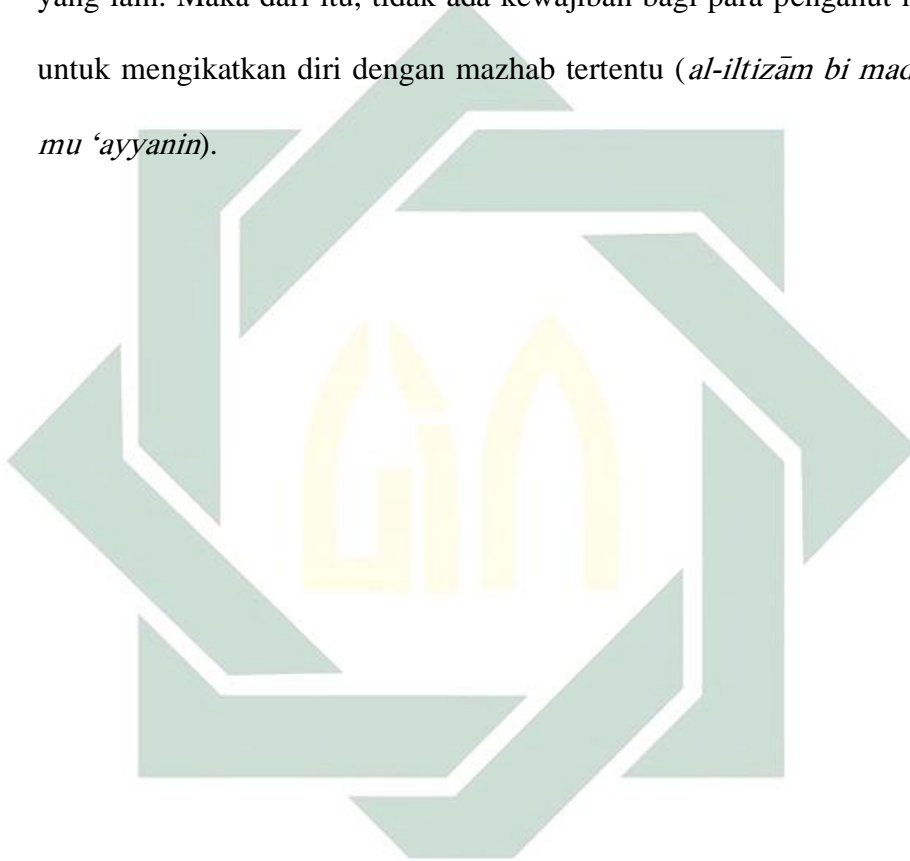 yang lain. Maka dari itu, tidak ada kewajiban bagi para penganut
untuk mengikatkan diri dengan mazhab tertentu (al-iltizām bi
mu ‘ayyanin).